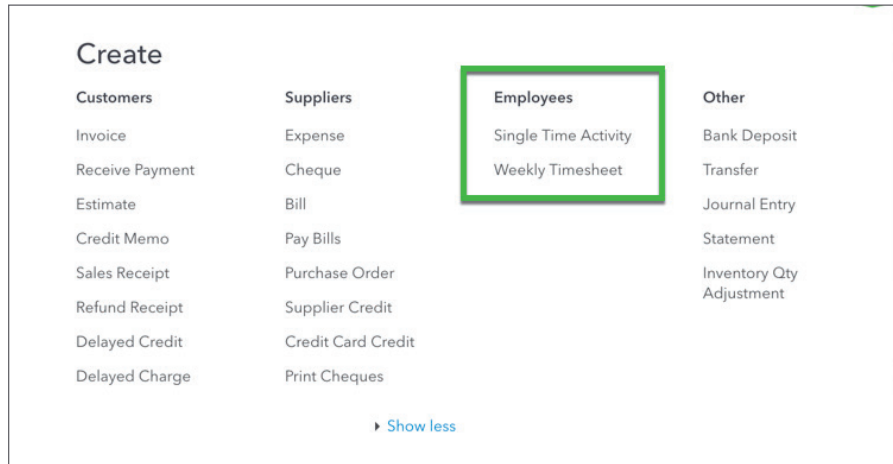 Create
Customers
Invoice
Receive Payment
Estimate
Credit Memo
Sales Receipt
Refund Receipt
Delayed Credit
Delayed Charge
Suppliers
Expense
Cheque
Bill
Pay Bills
Purchase Order
Supplier Credit
Credit Card Credit
Print Cheques
Employees
Single Time Activity
Weekly Timesheet
Other
Bank Deposit
Transfer
Journal Entry
Statement
Inventory Qty
Adjustment
Show less